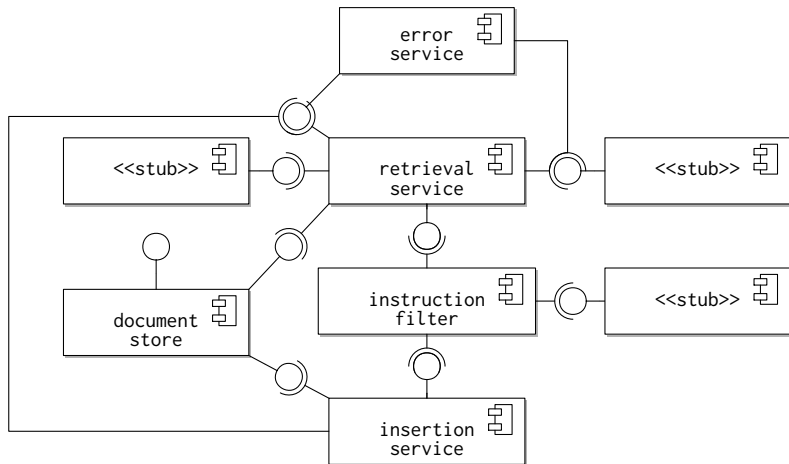 error
service
<<stub>>
retrieval
service
<<stub>>
document
store
instruction
filter
<<stub>>
insertion
service